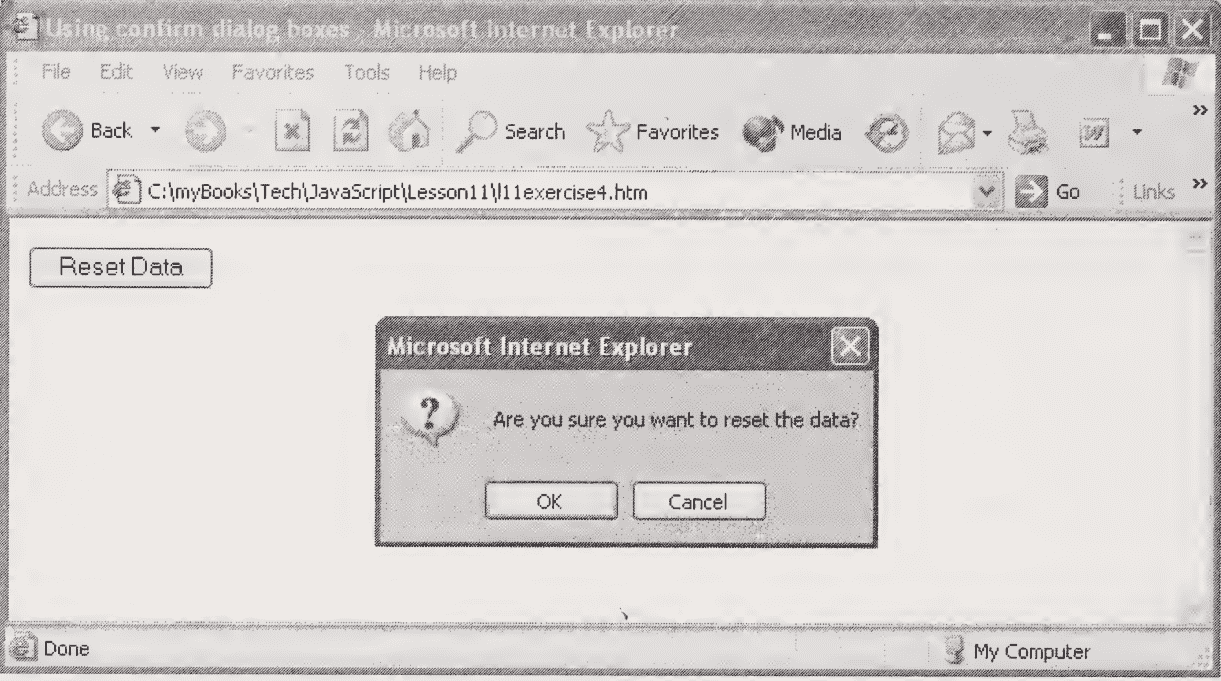 Using confirm dialog boxes - Microsoft Internet Explorer
File Edit View Favorites Tools Help
Back Search Favorites Media W »
Address C:\myBooks\Tech\JavaScript\Lesson11\l11exercise4.htm Go Links »
Reset Data
Microsoft Internet Explorer
? Are you sure you want to reset the data?
OK Cancel
Done My Computer